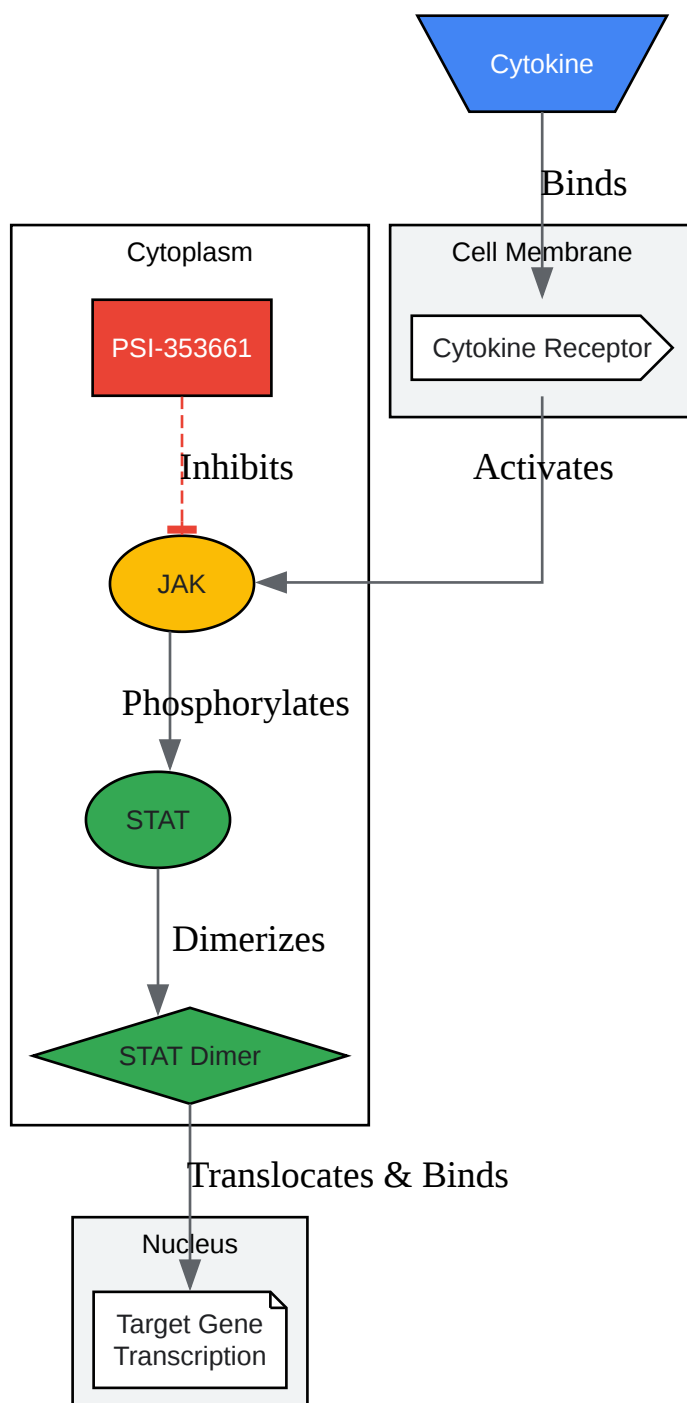 Cytokine
Binds
Cytoplasm
Cell Membrane
PSI-353661
Cytokine Receptor
Inhibits
Activates
JAK
Phosphorylates
STAT
Dimerizes
STAT Dimer
Translocates & Binds
Nucleus
Target Gene
Transcription